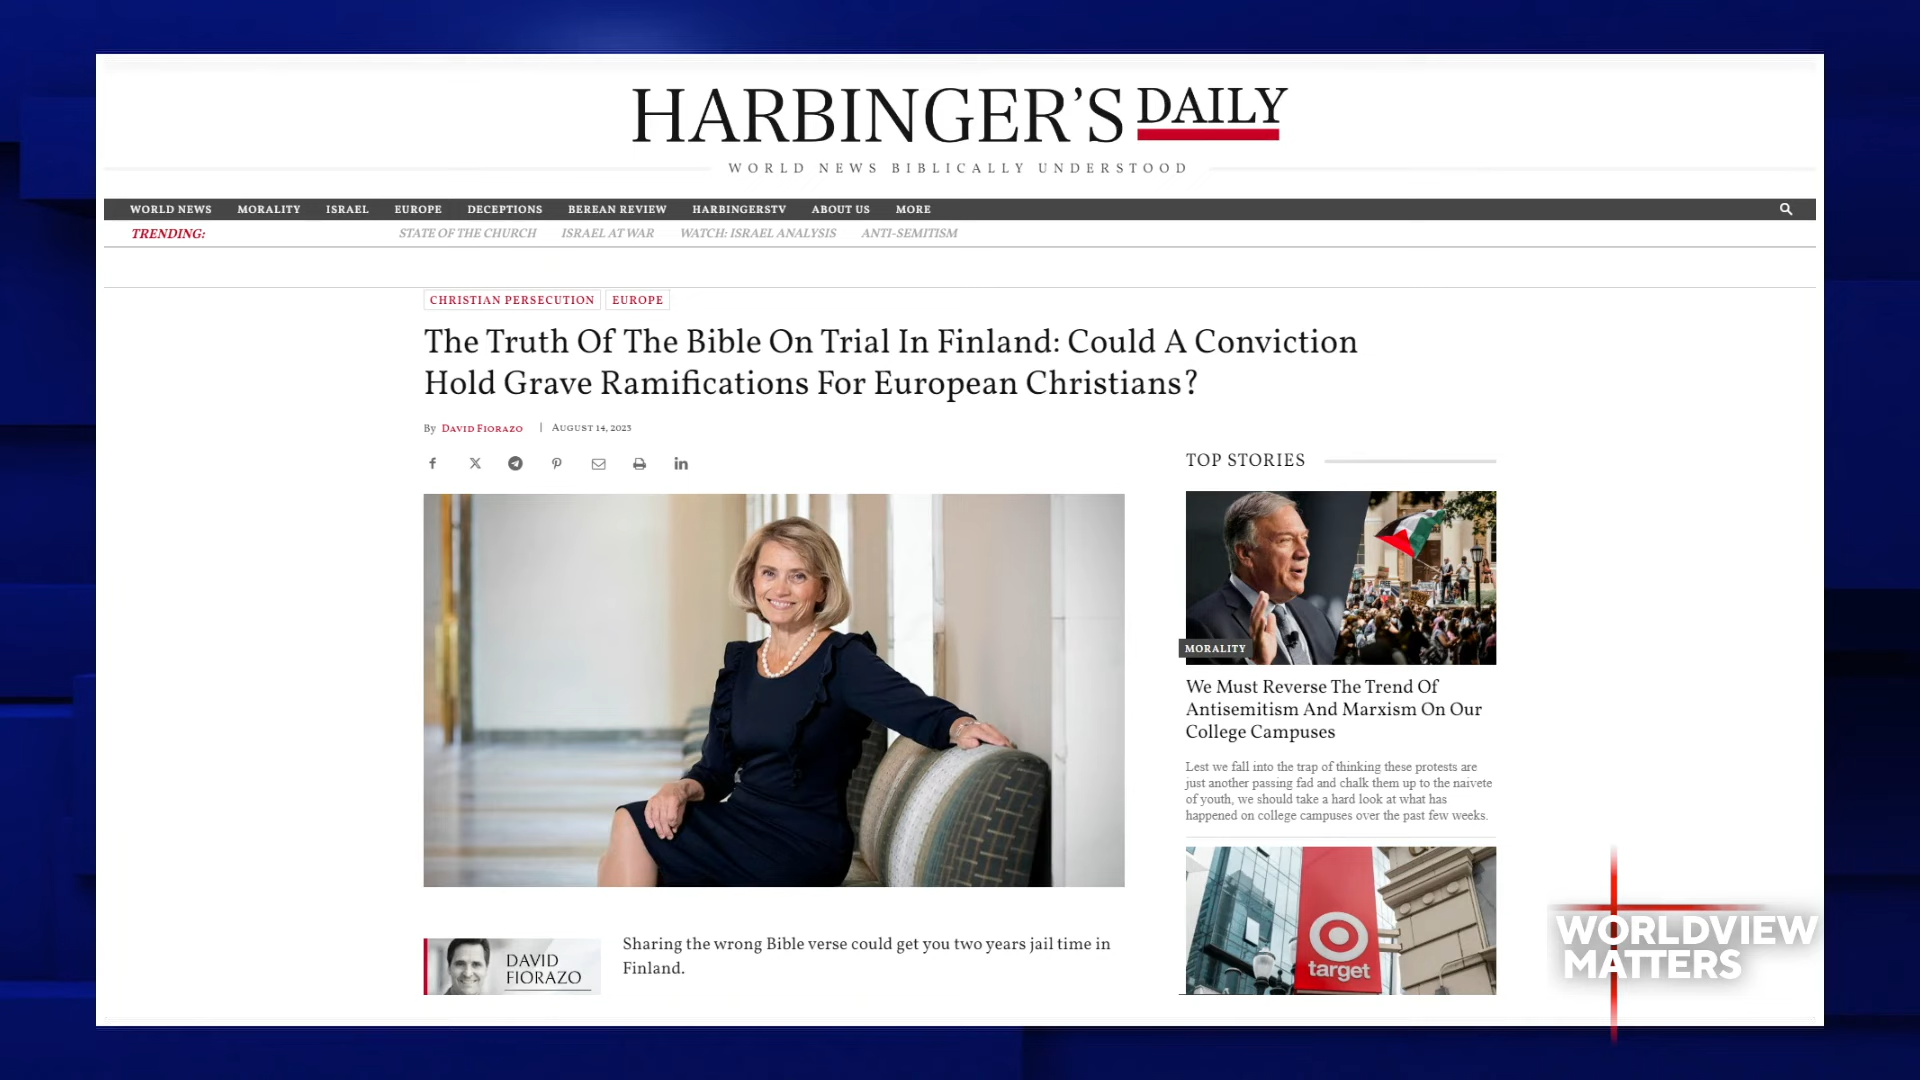 HARBINGER'S DAILY
WORLD NEWS BIBLICALLY UNDERSTOOD
WORLD NEWS MORALITY ISRAEL EUROPE DECEPTIONS BEREAN REVIEW HARBINGERSTV ABOUT US MORE
TRENDING: STATE OF THE CHURCH ISRAEL AT WAR WATCH: ISRAEL ANALYSIS ANTI-SEMITISM
CHRISTIAN PERSECUTION EUROPE
The Truth Of The Bible On Trial In Finland: Could A Conviction
Hold Grave Ramifications For European Christians?
By DAVID FIORAZO | AUGUST 14, 2023
TOP STORIES
MORALITY
We Must Reverse The Trend Of
Antisemitism And Marxism On Our
College Campuses
Lest we fall into the trap of thinking these protests are
just another passing fad and chalk them up to the naivete
of youth, we should take a hard look at what has
happened on college campuses over the past few weeks.
target
DAVID
FIORAZO
Sharing the wrong Bible verse could get you two years jail time in
Finland.
WORLDVIEW
MATTERS